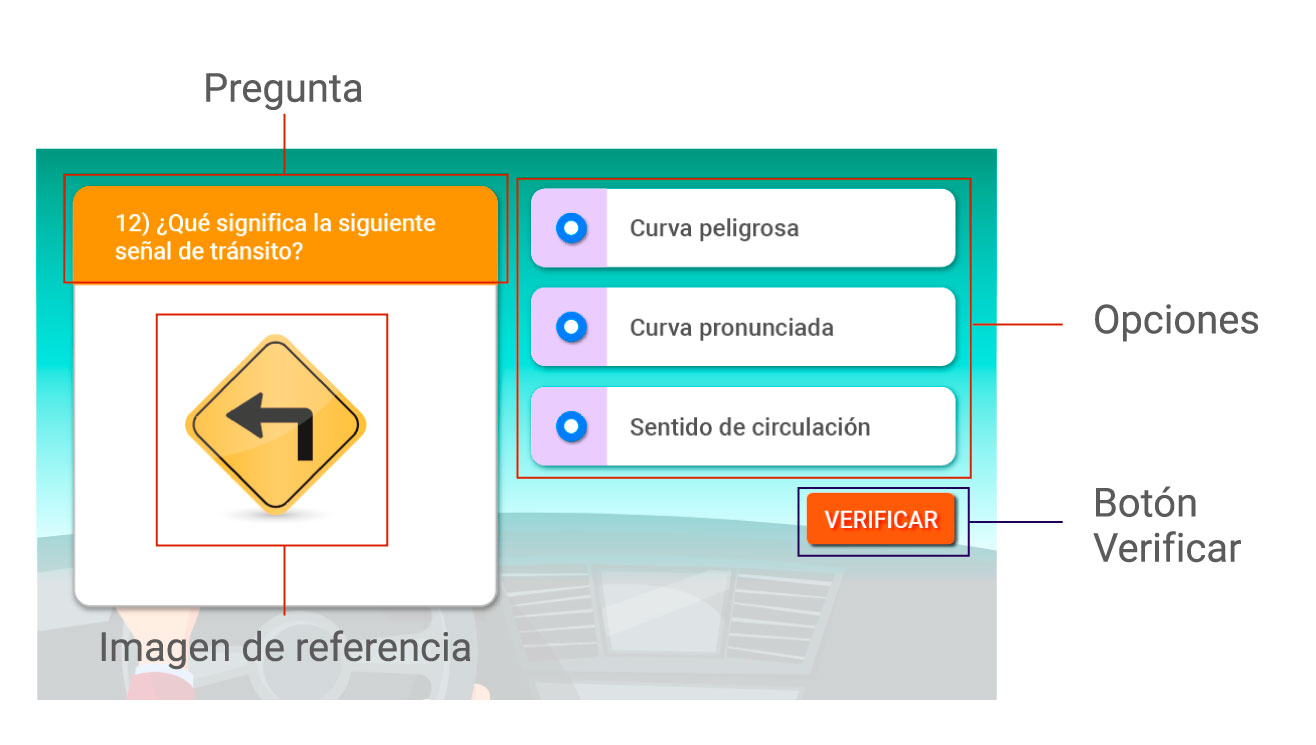 Pregunta
12) ¿Qué significa la siguiente
señal de tránsito?
Curva peligrosa
Curva pronunciada
Sentido de circulación
Opciones
VERIFICAR
Botón
Verificar
Imagen de referencia